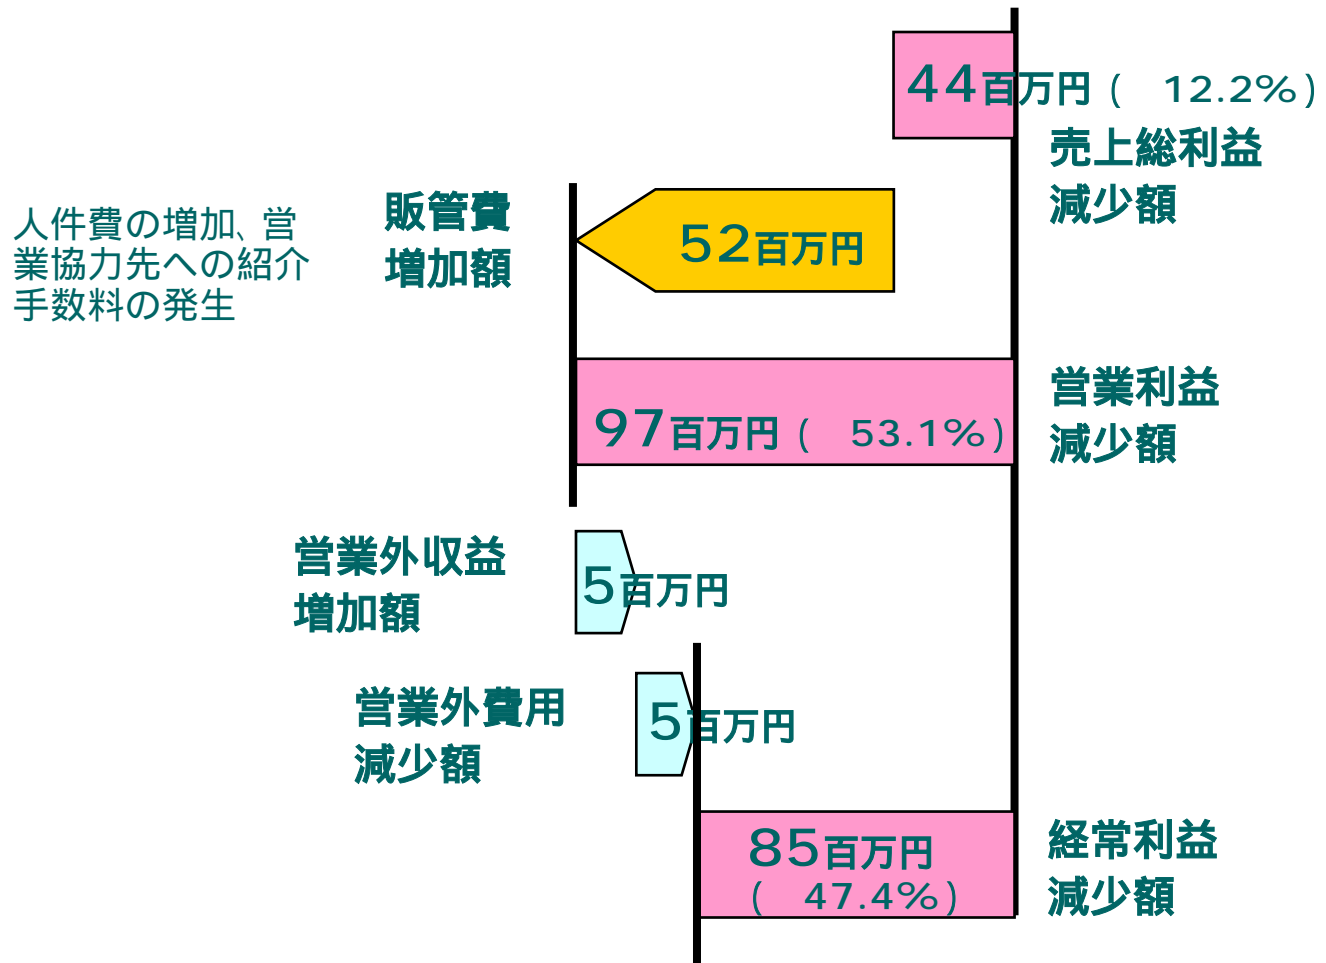 44百万円( 12.2%)
売上総利益
減少額
人件費の増加、営
業協力先への紹介
手数料の発生
販管費
増加額
52百万円
97百万円( 53.1%)
営業利益
減少額
営業外収益
増加額
5百万円
営業外費用
減少額
5百万円
85百万円
( 47.4%)
経常利益
減少額